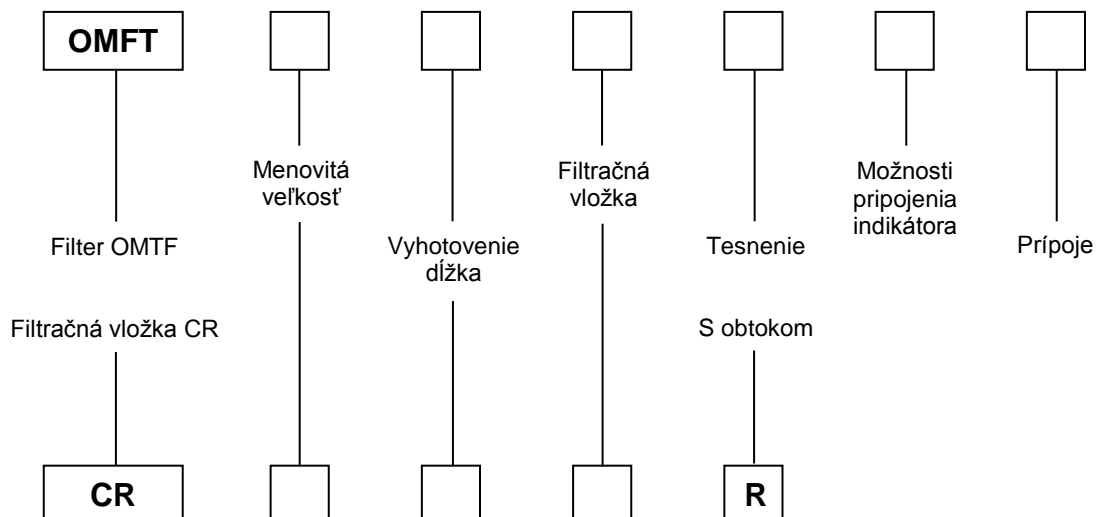 OMFT
Menovitá
veľkosť
Filtračná
vložka
Možnosti
pripojenia
indikátora
Filter OMTF
Vyhotovenie
dĺžka
Tesnenie
Prípoje
Filtračná vložka CR
S obtokom
CR
R